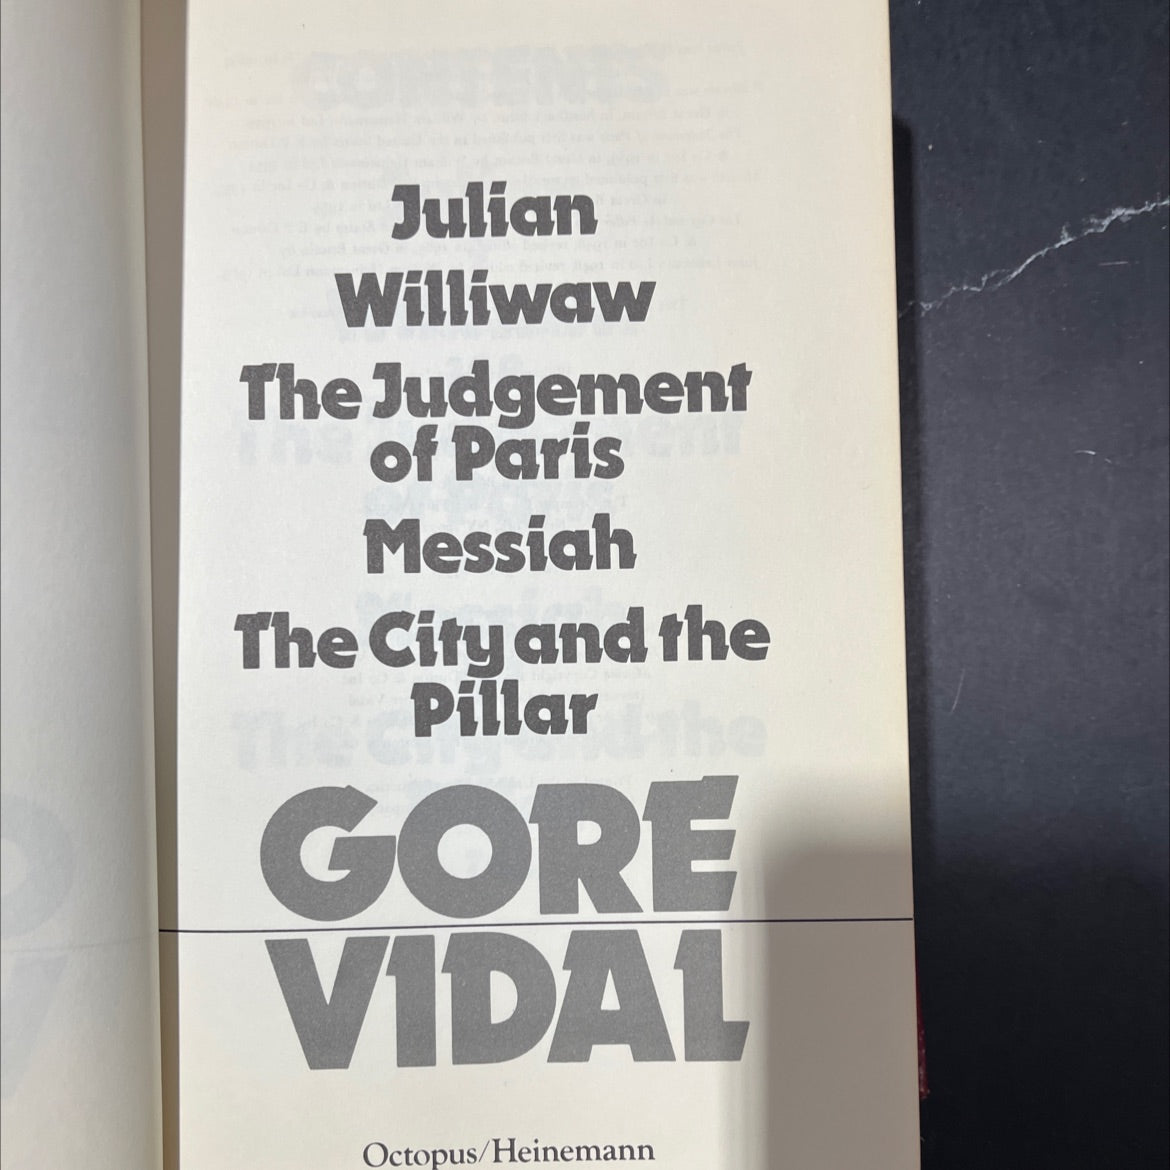 Julian
Williwaw
The Judgement
of Paris
Messiah
The City and the
Pillar
GORE
VIDAL
Octopus/Heinemann